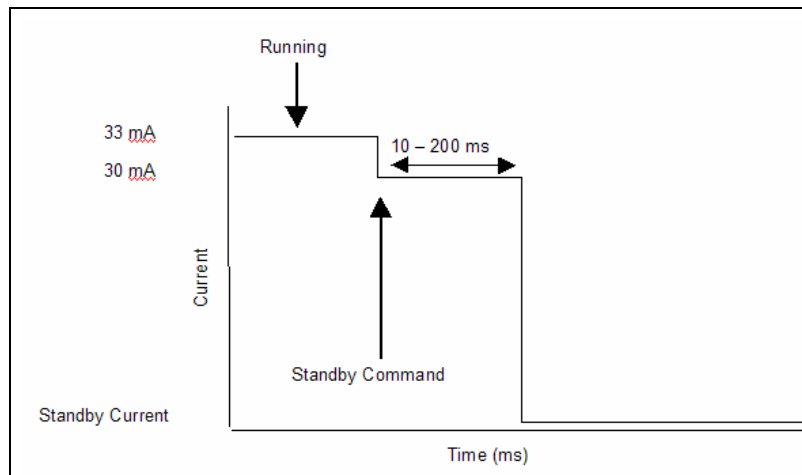 Running
33 mA
10 – 200 ms
30 mA
Current
Standby Command
Standby Current
Time (ms)